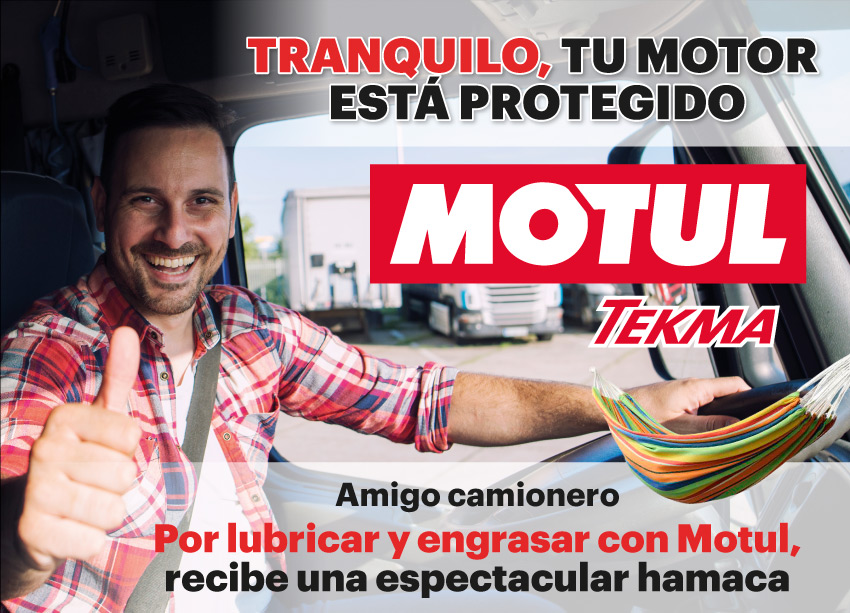 TRANQUILO, TU MOTOR
ESTÁ PROTEGIDO
MOTUL
TEKMA
Amigo camionero
Por lubricar y engrasar con Motul,
recibe una espectacular hamaca